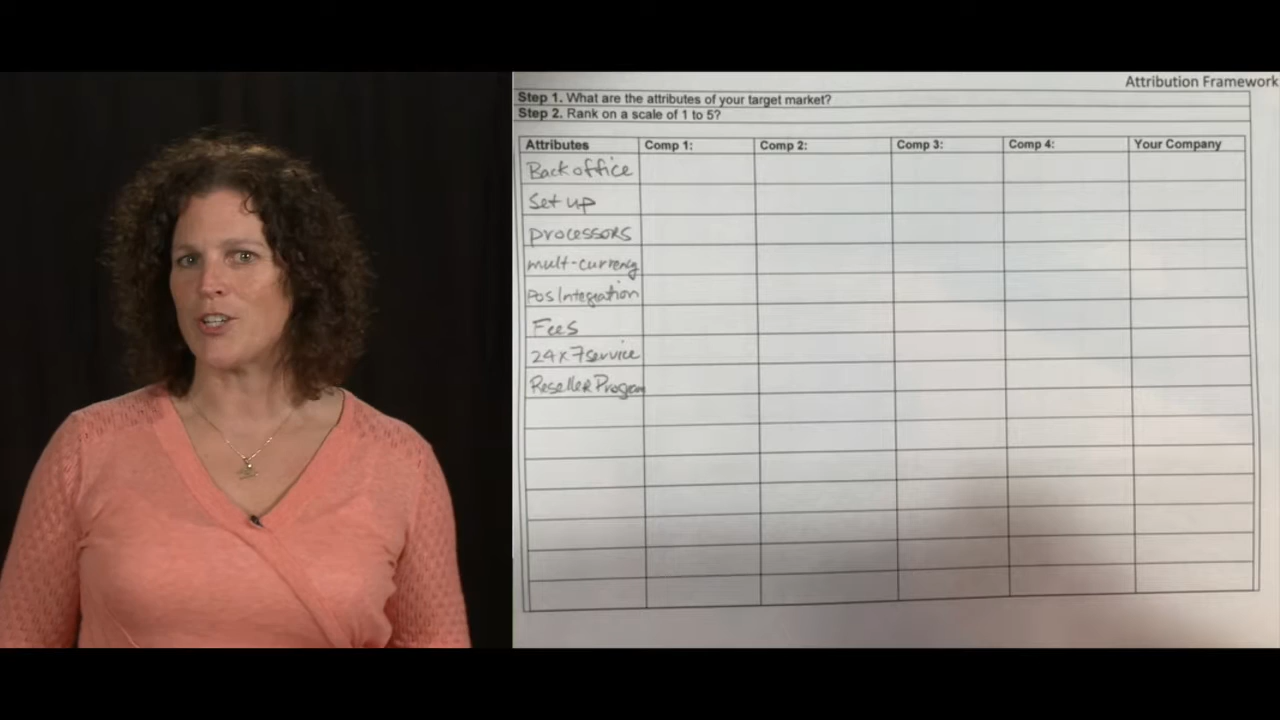 Attribution Framework
Step 1. What are the attributes of your target market?
Step 2. Rank on a scale of 1 to 5?
Attributes Comp 1: Comp 2: Comp 3: Comp 4: Your Company
Back office
Set up
processors
mult-currency
Pos Integration
Fees
24x7 service
Reseller Program